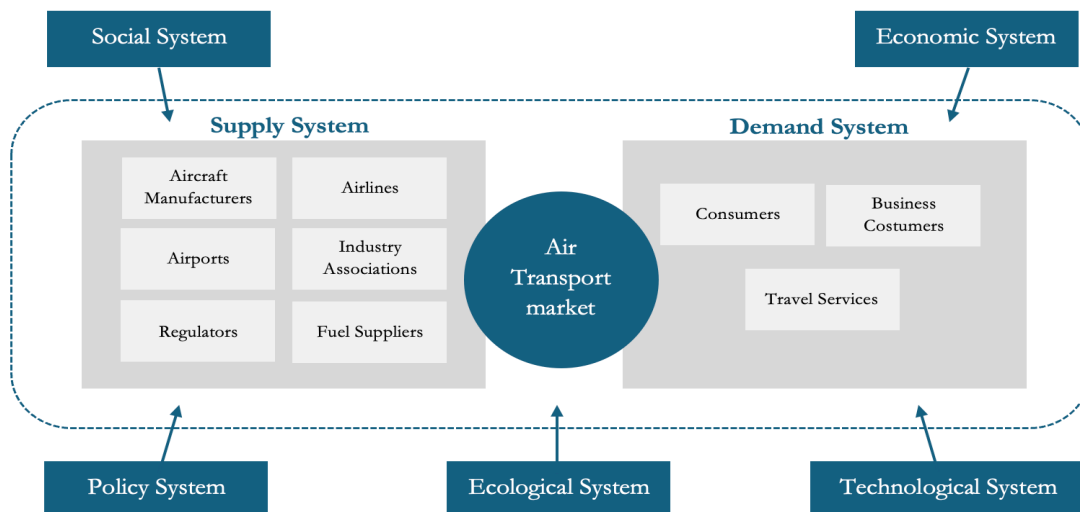 Social System
Economic System
Supply System
Demand System
Aircraft
Manufacturers
Airlines
Airports
Industry
Associations
Regulators
Fuel Suppliers
Air
Transport
market
Consumers
Business
Costumers
Travel Services
Policy System
Ecological System
Technological System